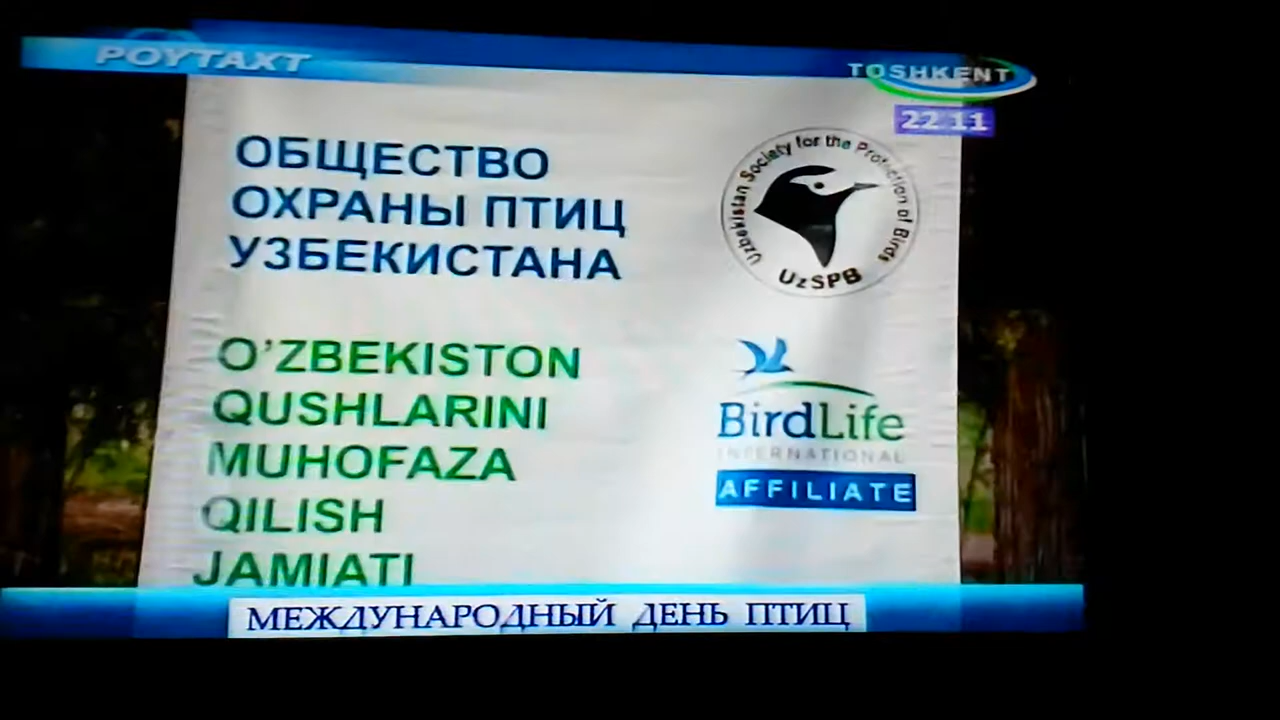 POYTAXT
TOSHKENT
22:11
ОБЩЕСТВО
ОХРАНЫ ПТИЦ
УЗБЕКИСТАНА
Uzbekistan Society for the Protection of Birds
UzSPB
O'ZBEKISTON
QUSHLARINI
MUHOFAZA
QILISH
JAMIATI
BirdLife
INTERNATIONAL
AFFILIATE
МЕЖДУНАРОДНЫЙ ДЕНЬ ПТИЦ